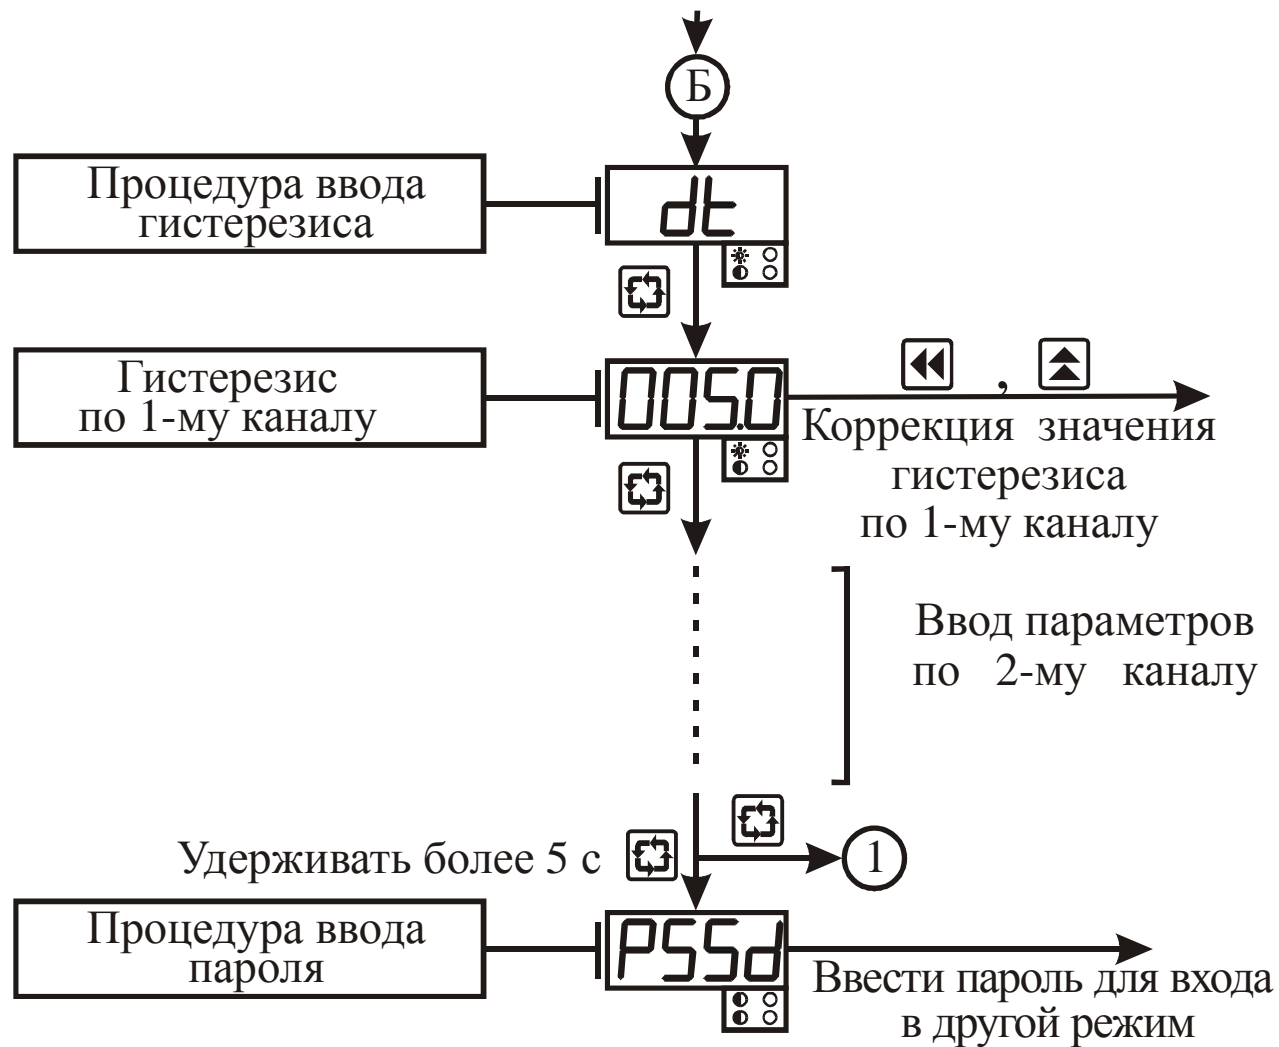 Б
Процедура ввода
гистерезиса
dt
Гистерезис
по 1-му каналу
005.0
,
Коррекция значения
гистерезиса
по 1-му каналу
Ввод параметров
по 2-му каналу
Удерживать более 5 с
1
Процедура ввода
пароля
PSSd
Ввести пароль для входа
в другой режим